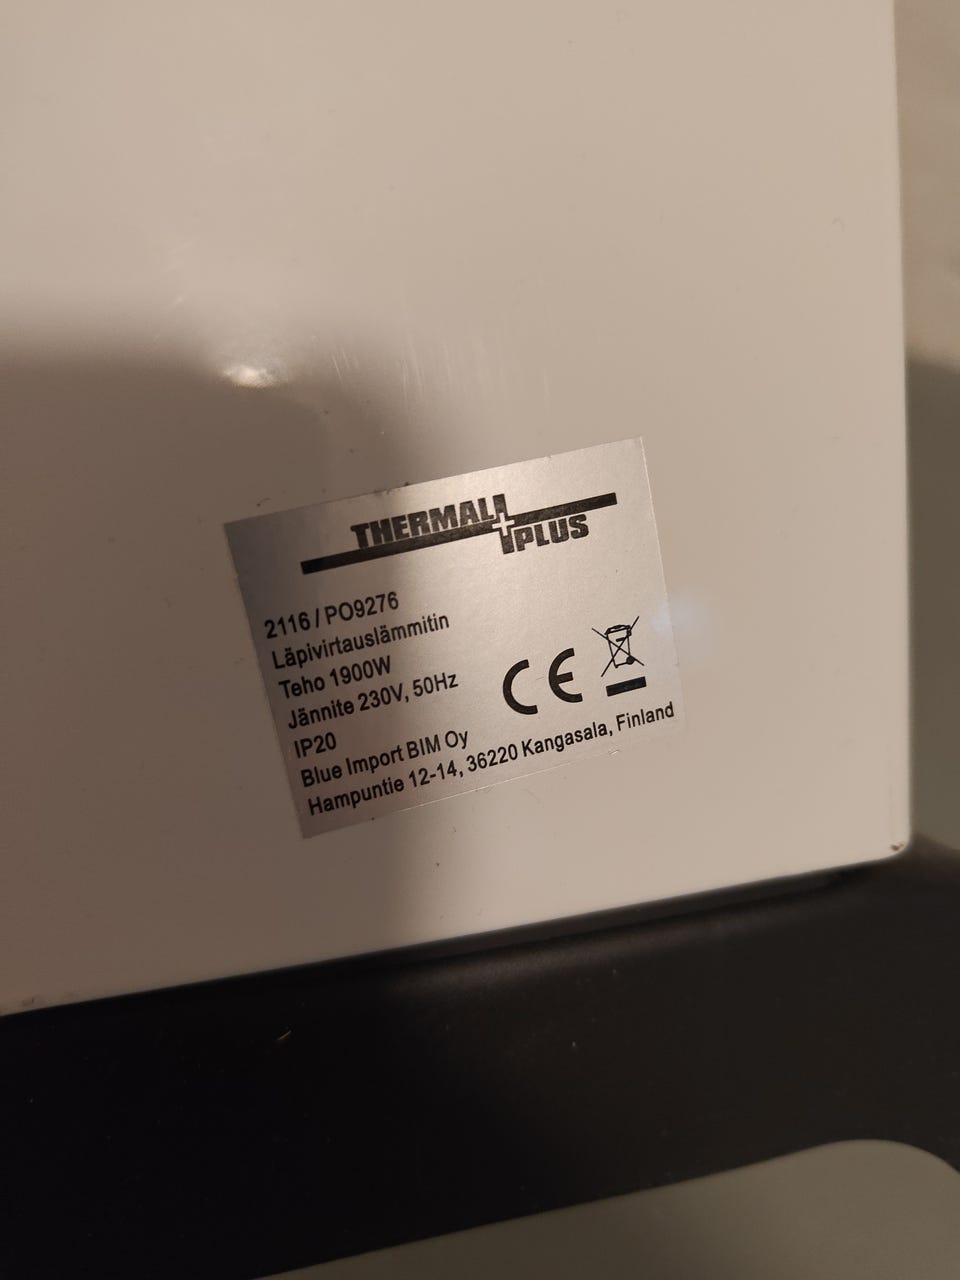 THERMAL PLUS
2116 / PO9276
Läpivirtauslämmitin
Teho 1900W
Jännite 230V, 50Hz
IP20
CE
Blue Import BIM Oy
Hampuntie 12-14, 36220 Kangasala, Finland